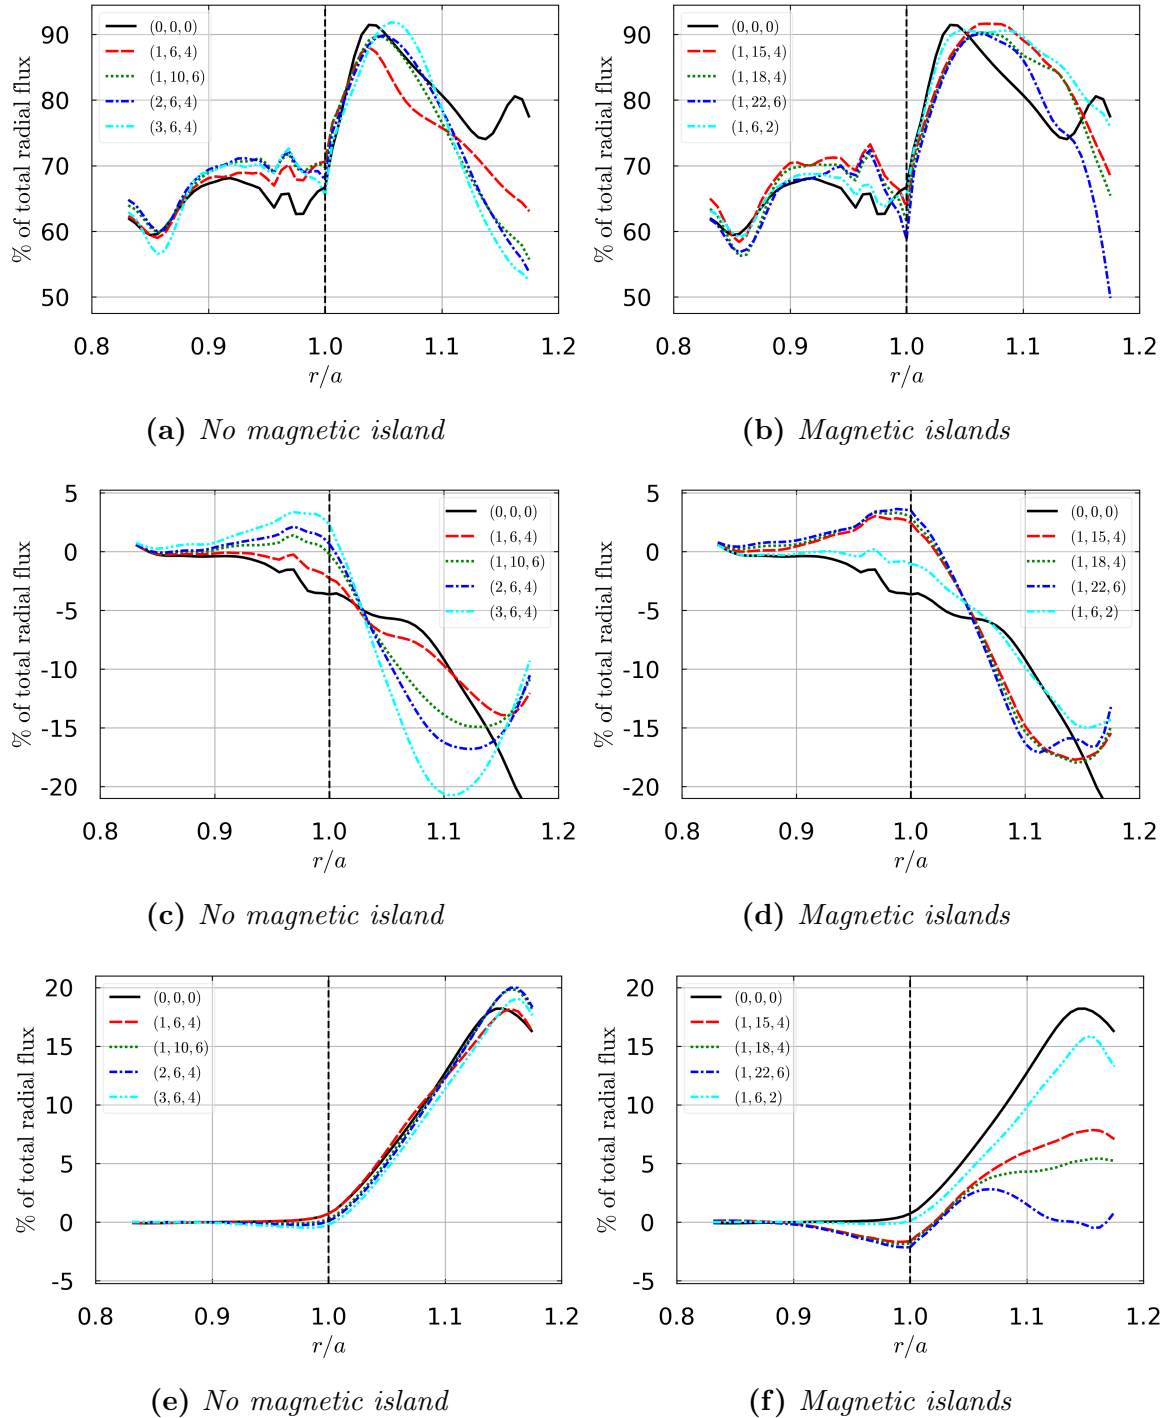 % of total radial flux
90
80
70
60
50
(0, 0, 0)
(1, 6, 4)
(1, 10, 6)
(2, 6, 4)
(3, 6, 4)
0.8 0.9 1.0 1.1 1.2
r/a
(a) No magnetic island
% of total radial flux
90
80
70
60
50
(0, 0, 0)
(1, 15, 4)
(1, 18, 4)
(1, 22, 6)
(1, 6, 2)
0.8 0.9 1.0 1.1 1.2
r/a
(b) Magnetic islands
% of total radial flux
5
0
-5
-10
-15
-20
(0, 0, 0)
(1, 6, 4)
(1, 10, 6)
(2, 6, 4)
(3, 6, 4)
0.8 0.9 1.0 1.1 1.2
r/a
(c) No magnetic island
% of total radial flux
5
0
-5
-10
-15
-20
(0, 0, 0)
(1, 15, 4)
(1, 18, 4)
(1, 22, 6)
(1, 6, 2)
0.8 0.9 1.0 1.1 1.2
r/a
(d) Magnetic islands
% of total radial flux
20
15
10
5
0
-5
(0, 0, 0)
(1, 6, 4)
(1, 10, 6)
(2, 6, 4)
(3, 6, 4)
0.8 0.9 1.0 1.1 1.2
r/a
(e) No magnetic island
% of total radial flux
20
15
10
5
0
-5
(0, 0, 0)
(1, 15, 4)
(1, 18, 4)
(1, 22, 6)
(1, 6, 2)
0.8 0.9 1.0 1.1 1.2
r/a
(f) Magnetic islands